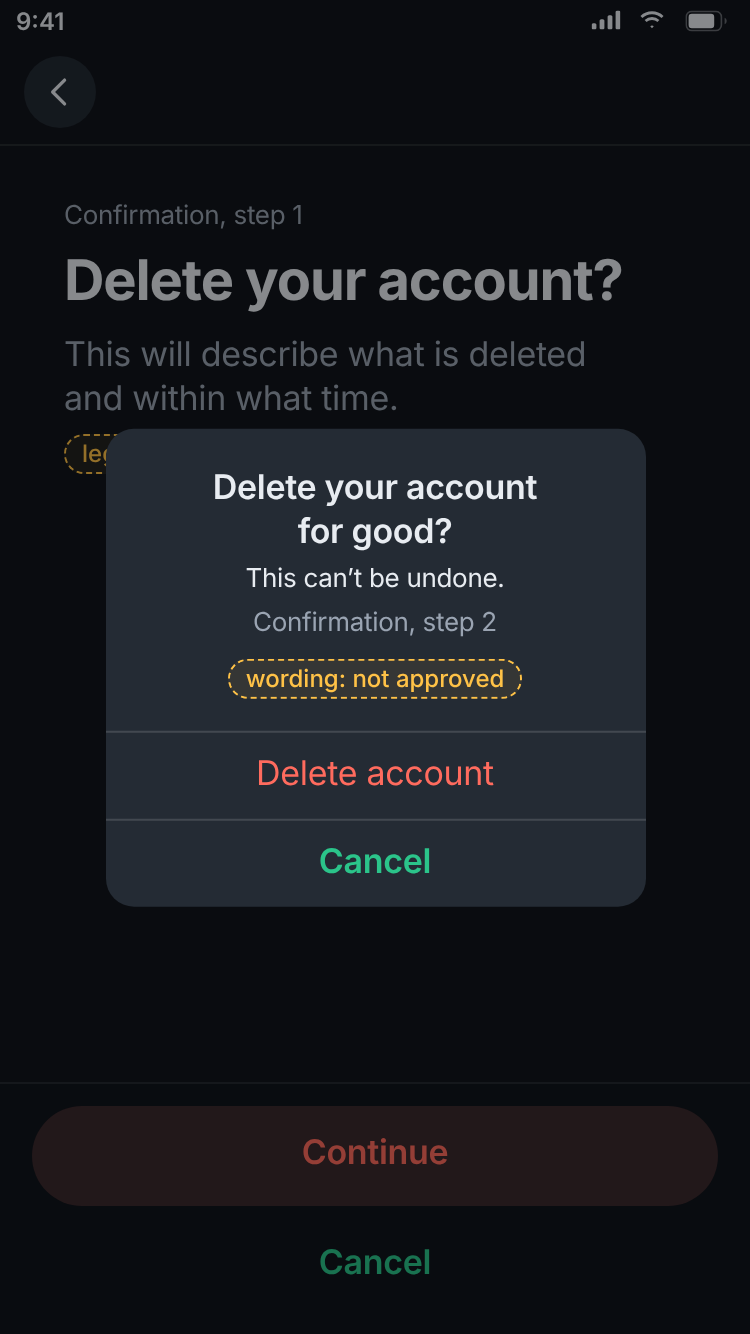 9:41
Confirmation, step 1
Delete your account?
This will describe what is deleted
and within what time.
Delete your account
for good?
This can’t be undone.
Confirmation, step 2
wording: not approved
Delete account
Cancel
Continue
Cancel